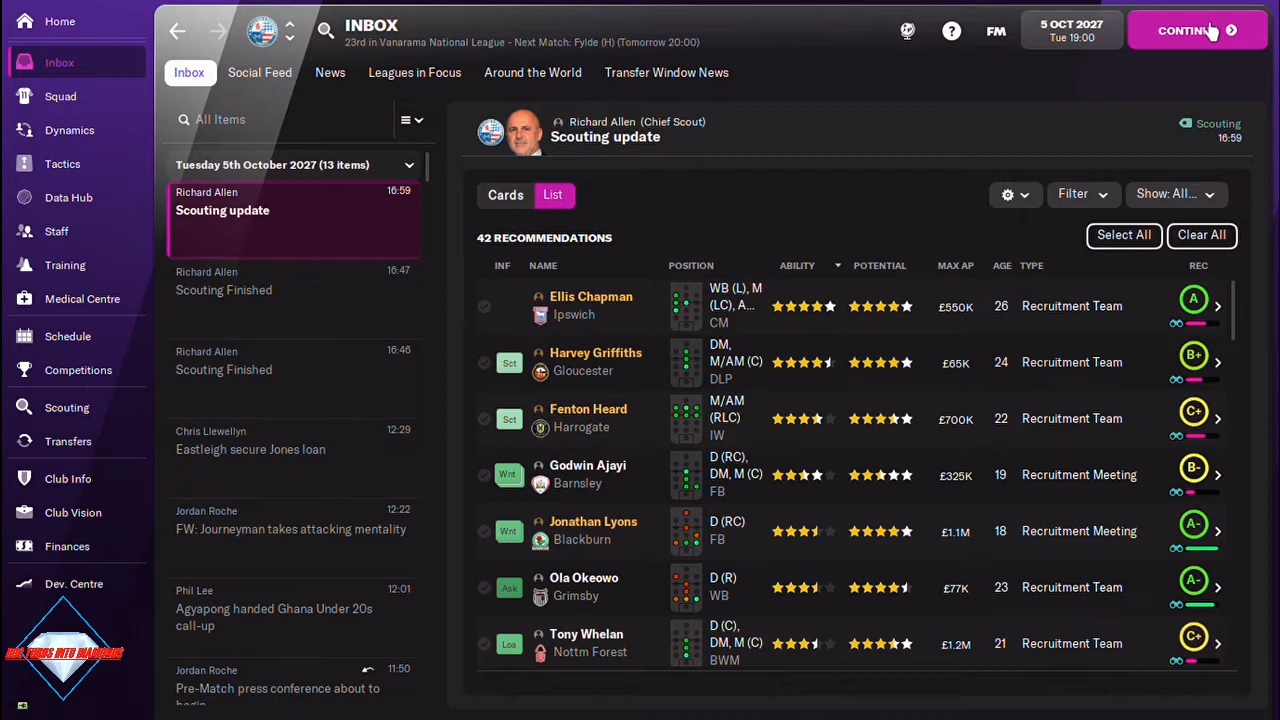 Home
Inbox
Squad
Dynamics
Tactics
Data Hub
Staff
Training
Medical Centre
Schedule
Competitions
Scouting
Transfers
Club Info
Club Vision
Finances
Dev. Centre
INBOX
23rd in Vanarama National League - Next Match: Fylde (H) (Tomorrow 20:00)
?
FM
5 OCT 2027
Tue 19:00
Inbox
Social Feed
News
Leagues in Focus
Around the World
Transfer Window News
All Items
Tuesday 5th October 2027 (13 items)
Richard Allen 16:59
Scouting update
Richard Allen 16:47
Scouting Finished
Richard Allen 16:46
Scouting Finished
Chris Llewellyn 12:29
Eastleigh secure Jones loan
Jordan Roche 12:22
FW: Journeyman takes attacking mentality
Phil Lee 12:01
Agyapong handed Ghana Under 20s
call-up
Jordan Roche 11:50
Pre-Match press conference about to
begin
Richard Allen (Chief Scout)
Scouting update
Scouting
16:59
Cards List
Filter
Show: All...
42 RECOMMENDATIONS
Select All
Clear All
INF NAME POSITION ABILITY POTENTIAL MAX AP AGE TYPE REC
Ellis Chapman
Ipswich
WB (L), M
(LC), A...
CM
£550K 26 Recruitment Team A
Sct
Harvey Griffiths
Gloucester
DM,
M/AM (C)
DLP
£65K 24 Recruitment Team B+
Sct
Fenton Heard
Harrogate
M/AM
(RLC)
IW
£700K 22 Recruitment Team C+
Wnt
Godwin Ajayi
Barnsley
D (RC),
DM, M (C)
FB
£325K 19 Recruitment Meeting B-
Wnt
Jonathan Lyons
Blackburn
D (RC)
FB
£1.1M 18 Recruitment Meeting A-
Ask
Ola Okeowo
Grimsby
D (R)
WB
£77K 23 Recruitment Team A-
Loa
Tony Whelan
Nottm Forest
D (C),
DM, M (C)
BWM
£1.2M 21 Recruitment Team C+